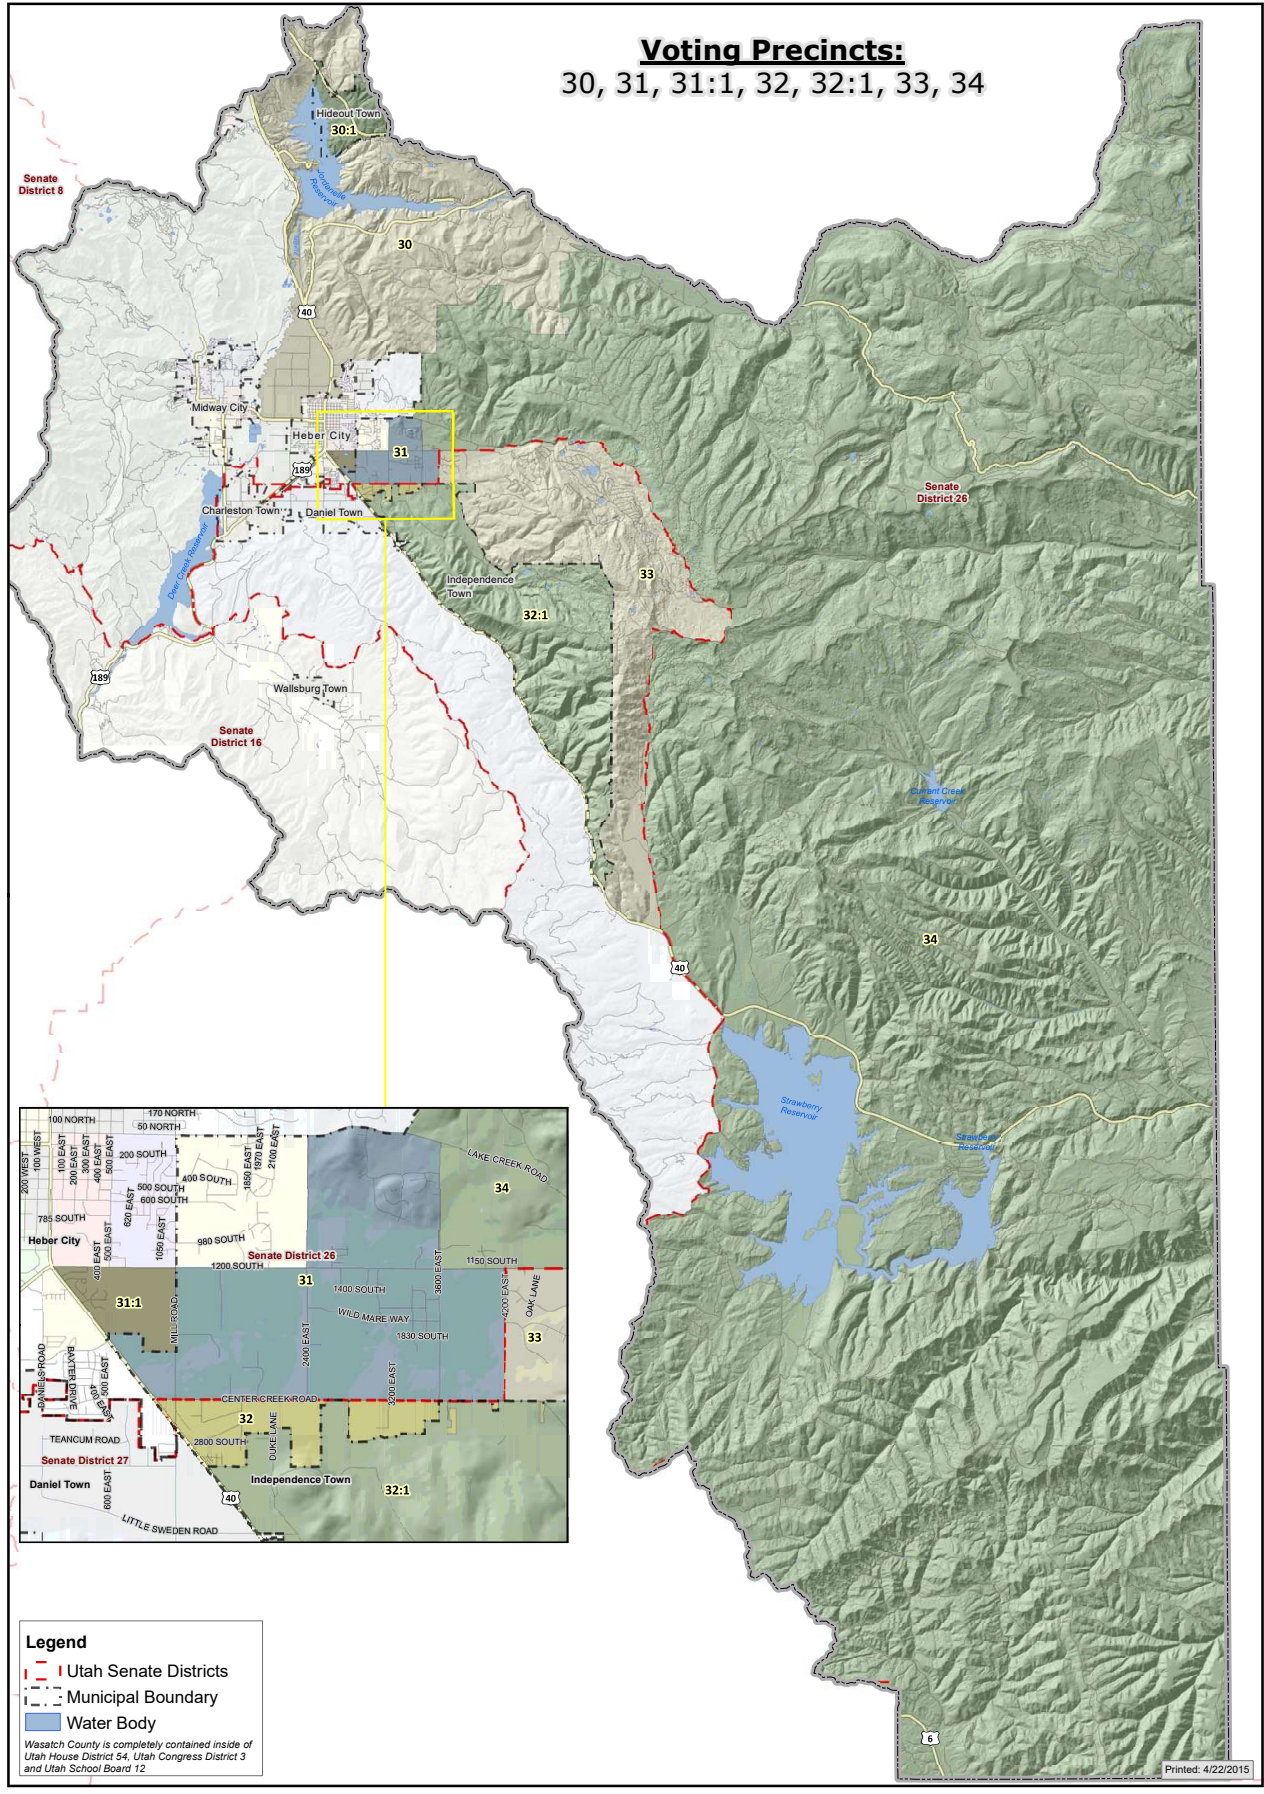 Voting Precincts:
30, 31, 31:1, 32, 32:1, 33, 34
Hideout Town
30:1
Senate
District 8
Jordanelle
Reservoir
30
40
Midway City
Heber City
31
189
Senate
District 26
Charleston Town
Daniel Town
Deer Creek Reservoir
Independence
Town
33
32:1
189
Wallsburg Town
Senate
District 16
Currant Creek
Reservoir
34
40
Strawberry
Reservoir
Strawberry
Reservoir
170 NORTH
100 NORTH
50 NORTH
200 WEST
100 WEST
100 EAST
200 EAST
300 EAST
400 EAST
500 EAST
200 SOUTH
400 SOUTH
1850 EAST
1970 EAST
2100 EAST
LAKE CREEK ROAD
34
500 SOUTH
600 SOUTH
620 EAST
785 SOUTH
1050 EAST
Heber City
400 EAST
500 EAST
980 SOUTH
Senate District 26
1200 SOUTH
3600 EAST
1150 SOUTH
31
1400 SOUTH
4200 EAST
OAK LANE
31:1
MILL ROAD
WILD MARE WAY
1830 SOUTH
33
2400 EAST
DANIELS ROAD
BAXTER DRIVE
500 EAST
400 EAST
3200 EAST
CENTER CREEK ROAD
32
DUKE LANE
TEANCUM ROAD
2800 SOUTH
Senate District 27
Independence Town
Daniel Town
600 EAST
40
32:1
LITTLE SWEDEN ROAD
Legend
Utah Senate Districts
Municipal Boundary
Water Body
Wasatch County is completely contained inside of
Utah House District 54, Utah Congress District 3
and Utah School Board 12
6
Printed: 4/22/2015